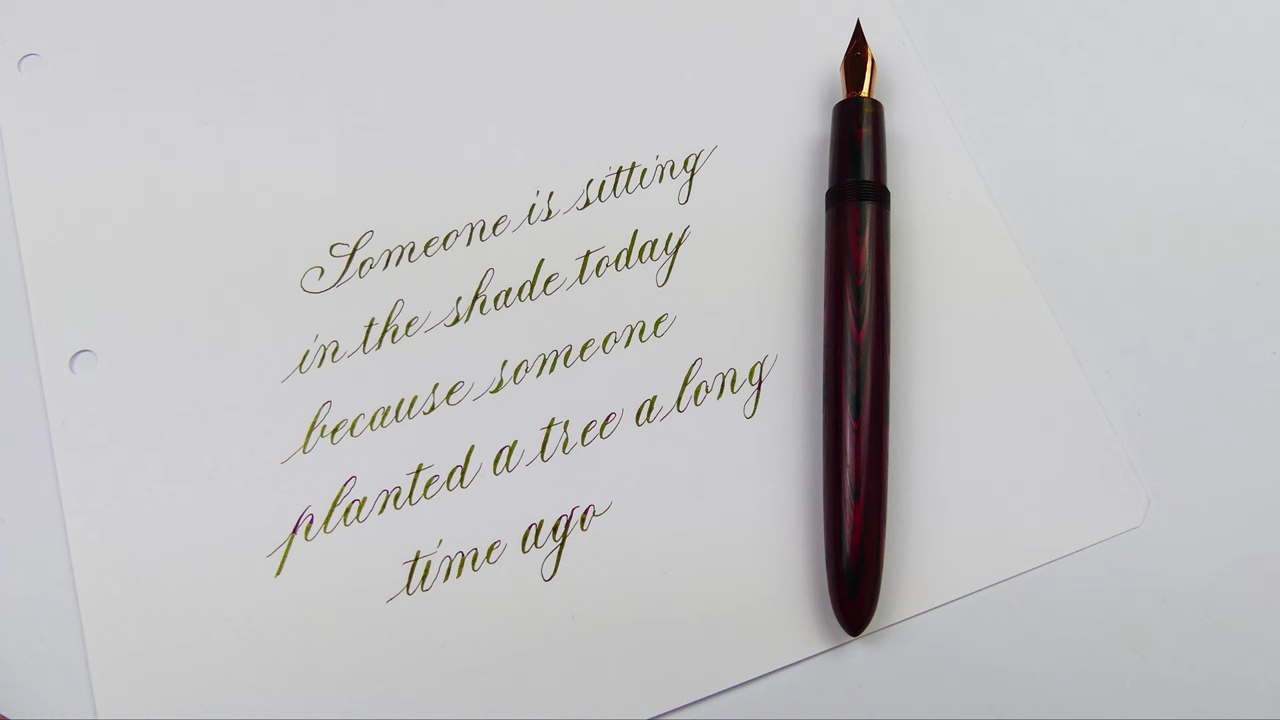 Someone is sitting
in the shade today
because someone
planted a tree a long
time ago